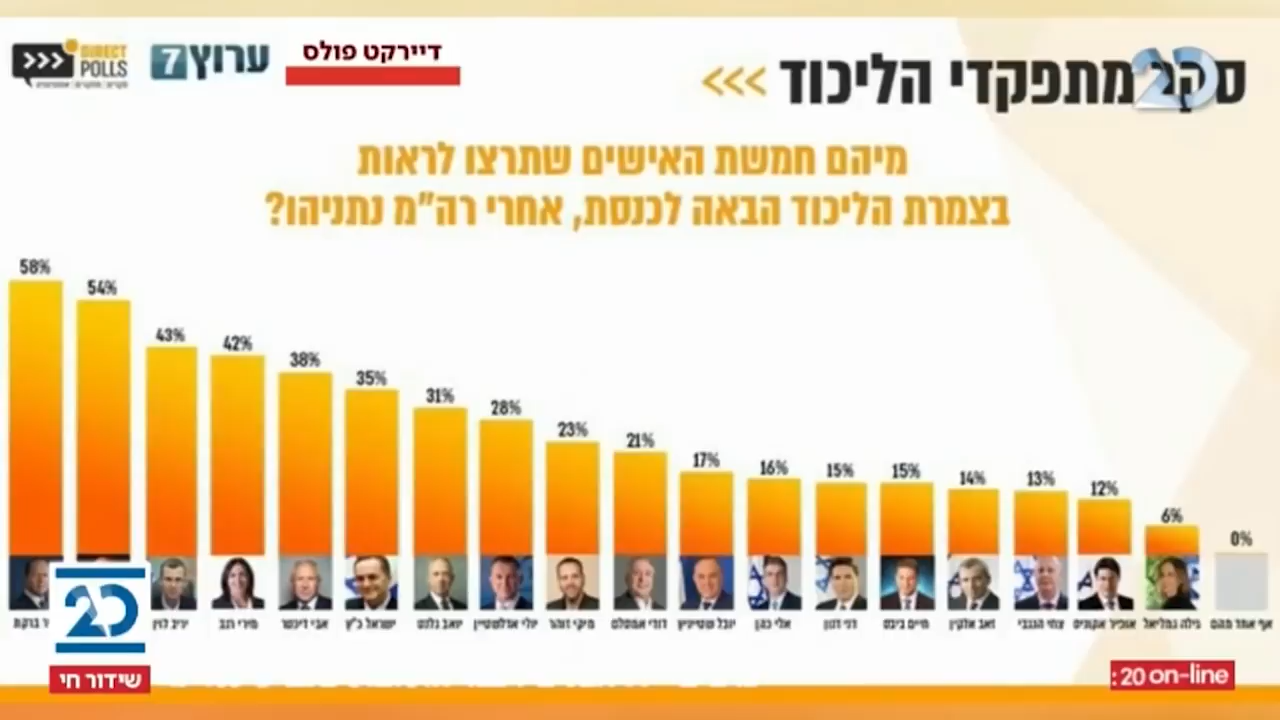 סקר מתפקדי הליכוד
דיירקט פולס
ערוץ 7
>>> DIRECT
POLLS
20
מיהם חמשת האישים שתרצו לראות
בצמרת הליכוד הבאה לכנסת, אחרי רה"מ נתניהו?
58% 54% 43% 42% 38% 35% 31% 28% 23% 21% 17% 16% 15% 15% 14% 13% 12% 6% 0%
ברקת
יריב לוין
מירי רגב
אבי דיכטר
ישראל כ"ץ
יואב גלנט
יולי אדלשטיין
מיקי זוהר
דודי אמסלם
יובל שטייניץ
אלי כהן
דני דנון
חיים ביבס
זאב אלקין
צחי הנגבי
אופיר אקוניס
גילה גמליאל
אף אחד מהם
20
שידור חי
:20 on-line